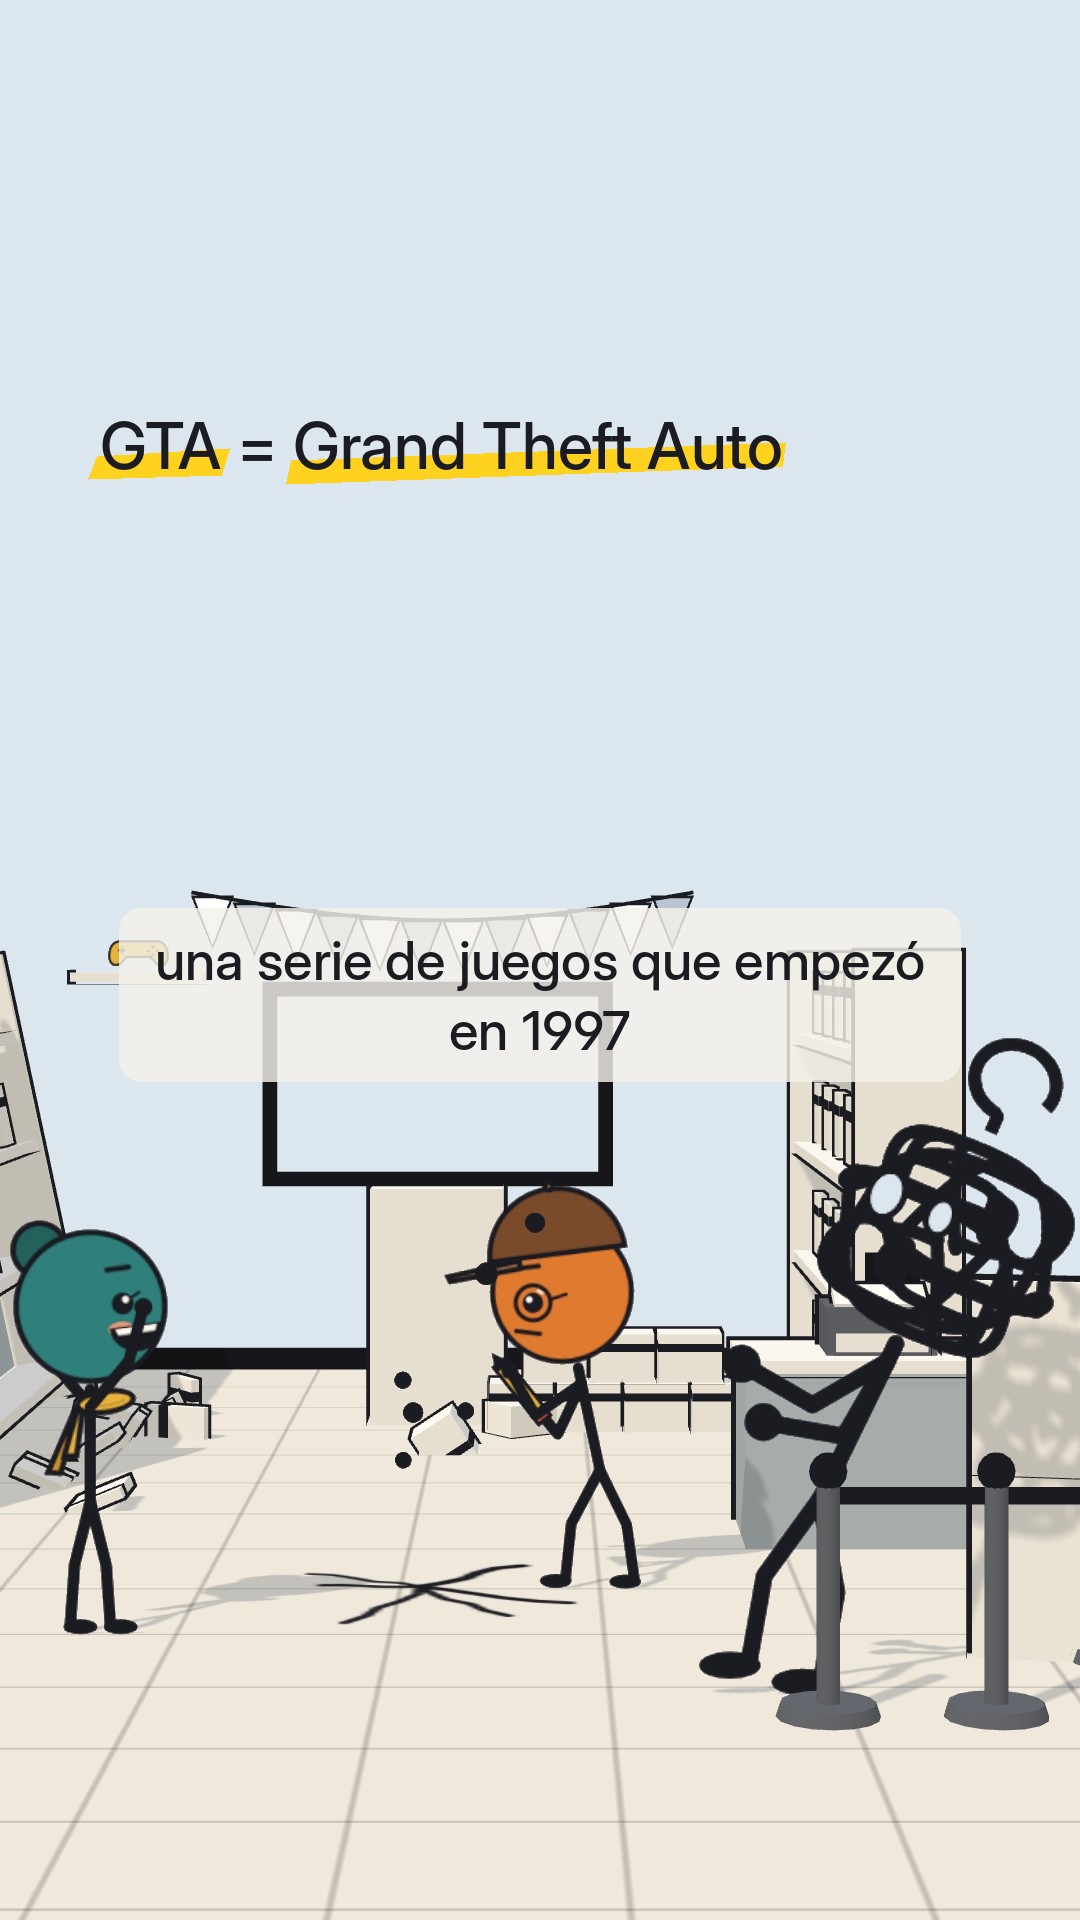 GTA = Grand Theft Auto
una serie de juegos que empezó
en 1997